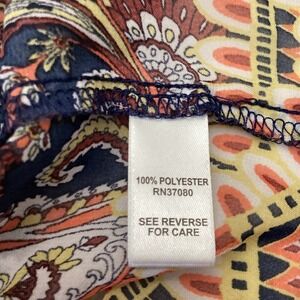 100% POLYESTER
RN37080
SEE REVERSE
FOR CARE